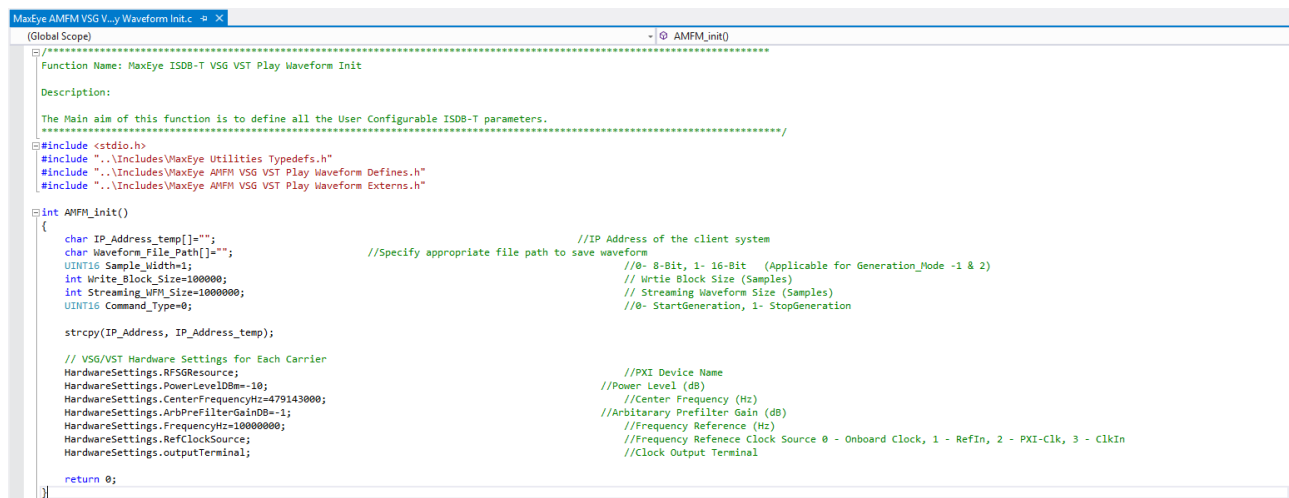 MaxEye AMFM VSG V...y Waveform Init.c
(Global Scope) AMFM_init()
/***************************************************************************************************************************
Function Name: MaxEye ISDB-T VSG VST Play Waveform Init
Description:
The Main aim of this function is to define all the User Configurable ISDB-T parameters.
*****************************************************************************************************************************/
#include <stdio.h>
#include "..\Includes\MaxEye Utilities Typedefs.h"
#include "..\Includes\MaxEye AMFM VSG VST Play Waveform Defines.h"
#include "..\Includes\MaxEye AMFM VSG VST Play Waveform Externs.h"
int AMFM_init()
{
char IP_Address_temp[]=""; //IP Address of the client system
char Waveform_File_Path[]=""; //Specify appropriate file path to save waveform
UINT16 Sample_Width=1; //0- 8-Bit, 1- 16-Bit (Applicable for Generation_Mode -1 & 2)
int Write_Block_Size=100000; // Wrtie Block Size (Samples)
int Streaming_WFM_Size=1000000; // Streaming Waveform Size (Samples)
UINT16 Command_Type=0; //0- StartGeneration, 1- StopGeneration
strcpy(IP_Address, IP_Address_temp);
// VSG/VST Hardware Settings for Each Carrier
HardwareSettings.RFSGResource; //PXI Device Name
HardwareSettings.PowerLevelDBm=-10; //Power Level (dB)
HardwareSettings.CenterFrequencyHz=479143000; //Center Frequency (Hz)
HardwareSettings.ArbPreFilterGainDB=-1; //Arbitarary Prefilter Gain (dB)
HardwareSettings.FrequencyHz=10000000; //Frequency Reference (Hz)
HardwareSettings.RefClockSource; //Frequency Refenece Clock Source 0 - Onboard Clock, 1 - RefIn, 2 - PXI-Clk, 3 - ClkIn
HardwareSettings.outputTerminal; //Clock Output Terminal
return 0;
}